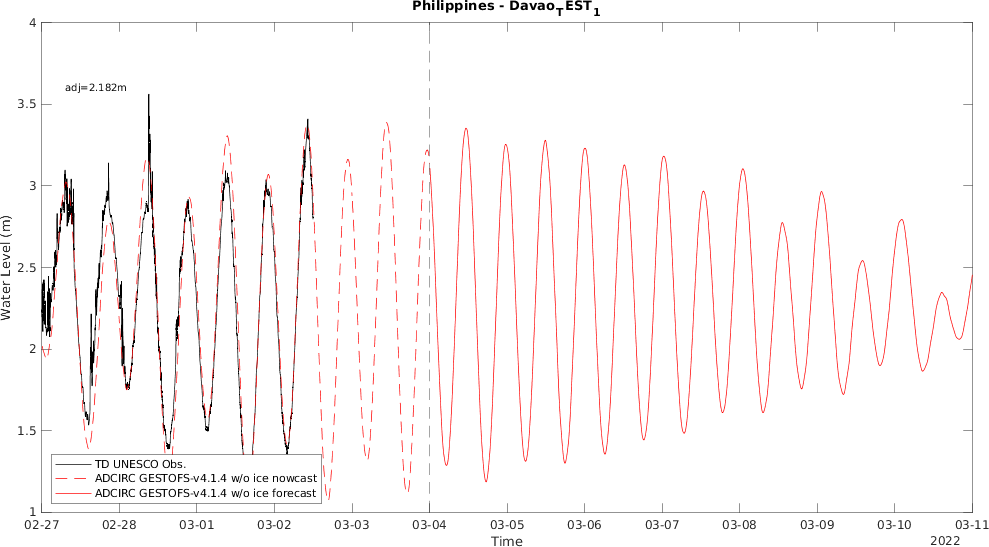 Philippines - Davao_TEST_1
4
3.5
3
2.5
2
1.5
1
Water Level (m)
adj=2.182m
TD UNESCO Obs.
ADCIRC GESTOFS-v4.1.4 w/o ice nowcast
ADCIRC GESTOFS-v4.1.4 w/o ice forecast
02-27 02-28 03-01 03-02 03-03 03-04 03-05 03-06 03-07 03-08 03-09 03-10 03-11
Time
2022